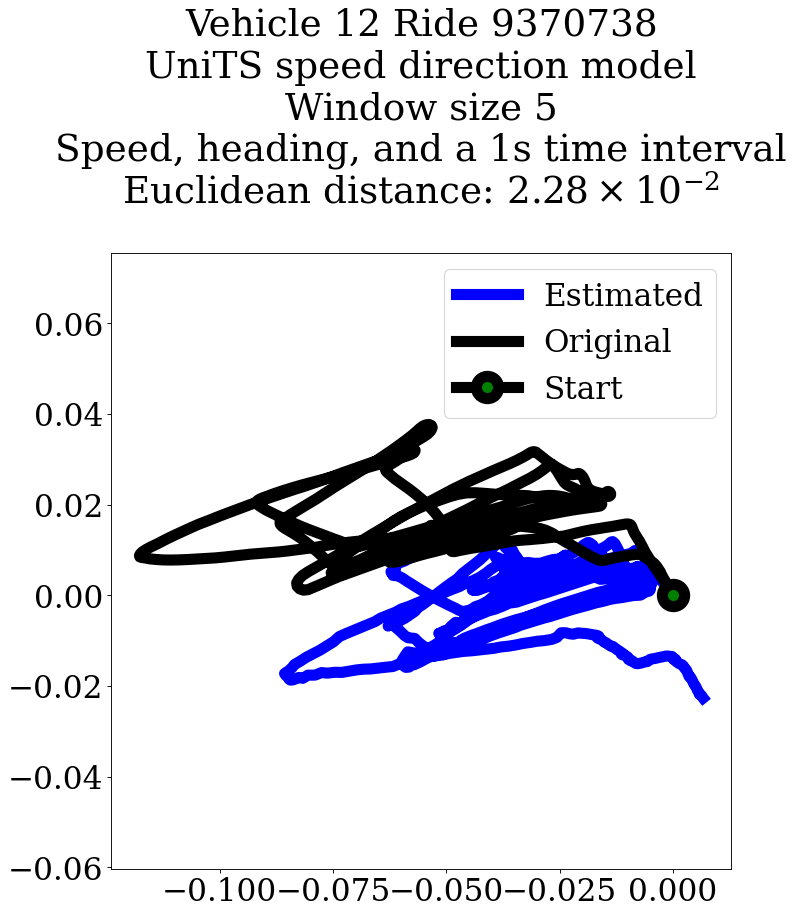 Vehicle 12 Ride 9370738
UniTS speed direction model
Window size 5
Speed, heading, and a 1s time interval
Euclidean distance: 2.28 × 10⁻²
Estimated
Original
Start
0.06
0.04
0.02
0.00
−0.02
−0.04
−0.06
−0.100 −0.075 −0.050 −0.025 0.000